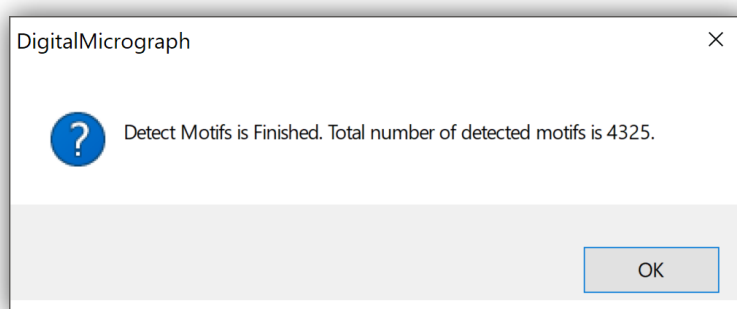 DigitalMicrograph
Detect Motifs is Finished. Total number of detected motifs is 4325.
OK